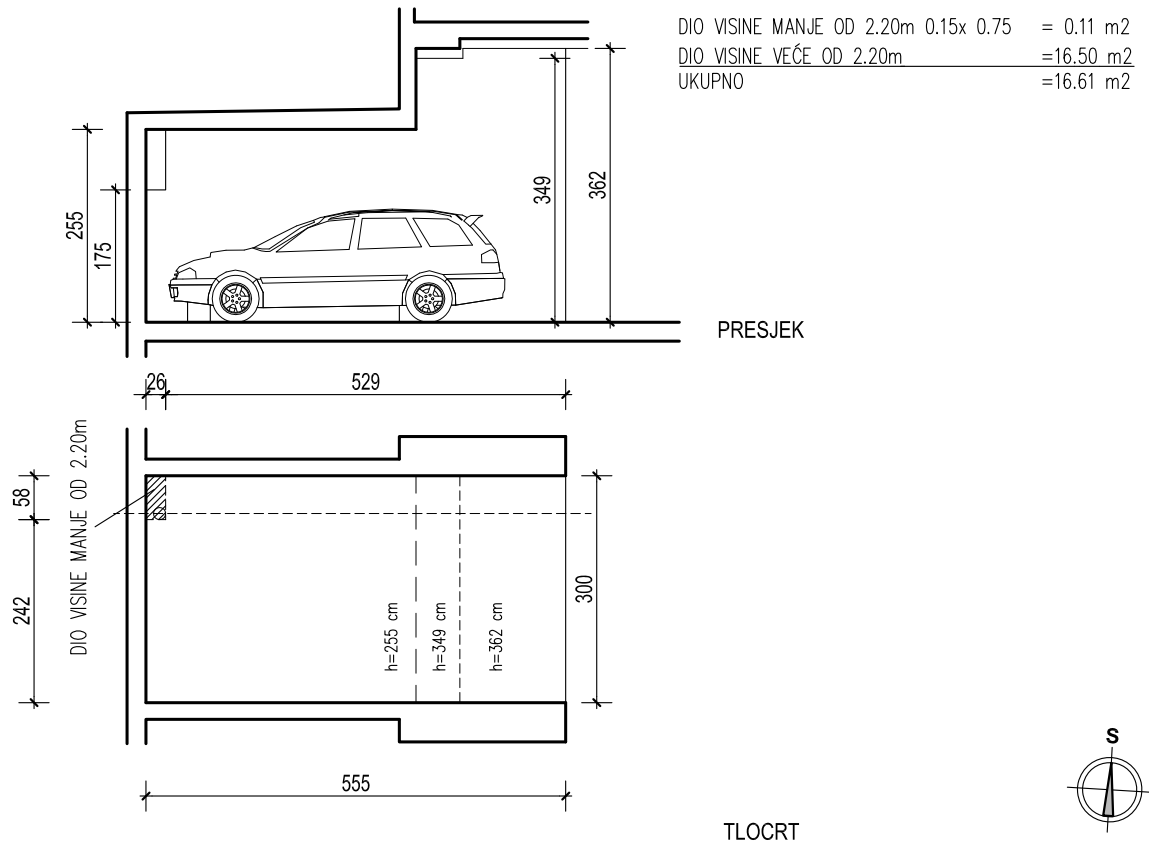 DIO VISINE MANJE OD 2.20m 0.15x 0.75 = 0.11 m2
DIO VISINE VEĆE OD 2.20m =16.50 m2
UKUPNO =16.61 m2
255
175
349
362
PRESJEK
26
529
DIO VISINE MANJE OD 2.20m
58
242
h=255 cm
h=349 cm
h=362 cm
300
555
S
TLOCRT